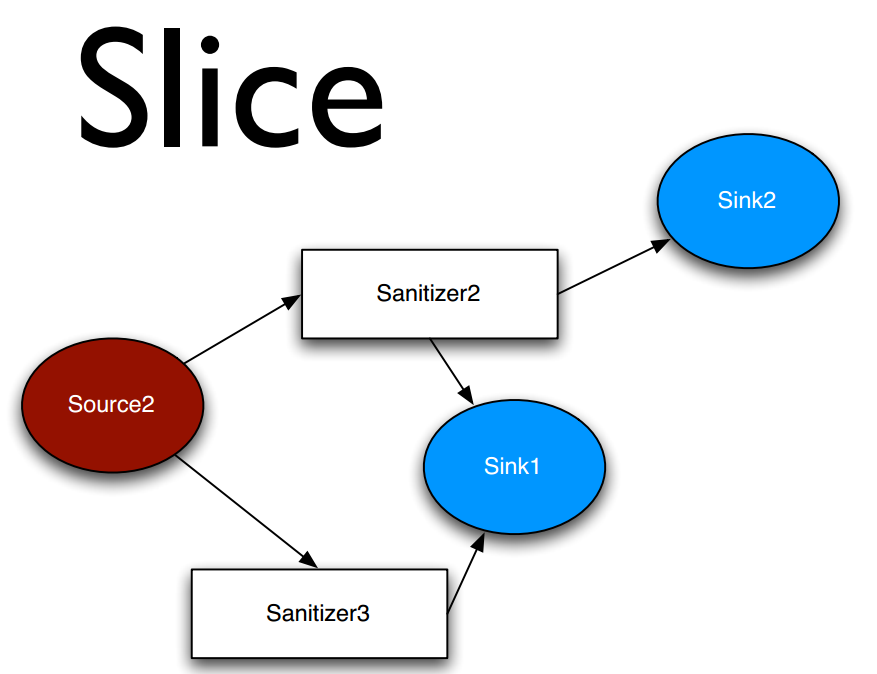 Slice
Sink2
Sanitizer2
Source2
Sink1
Sanitizer3